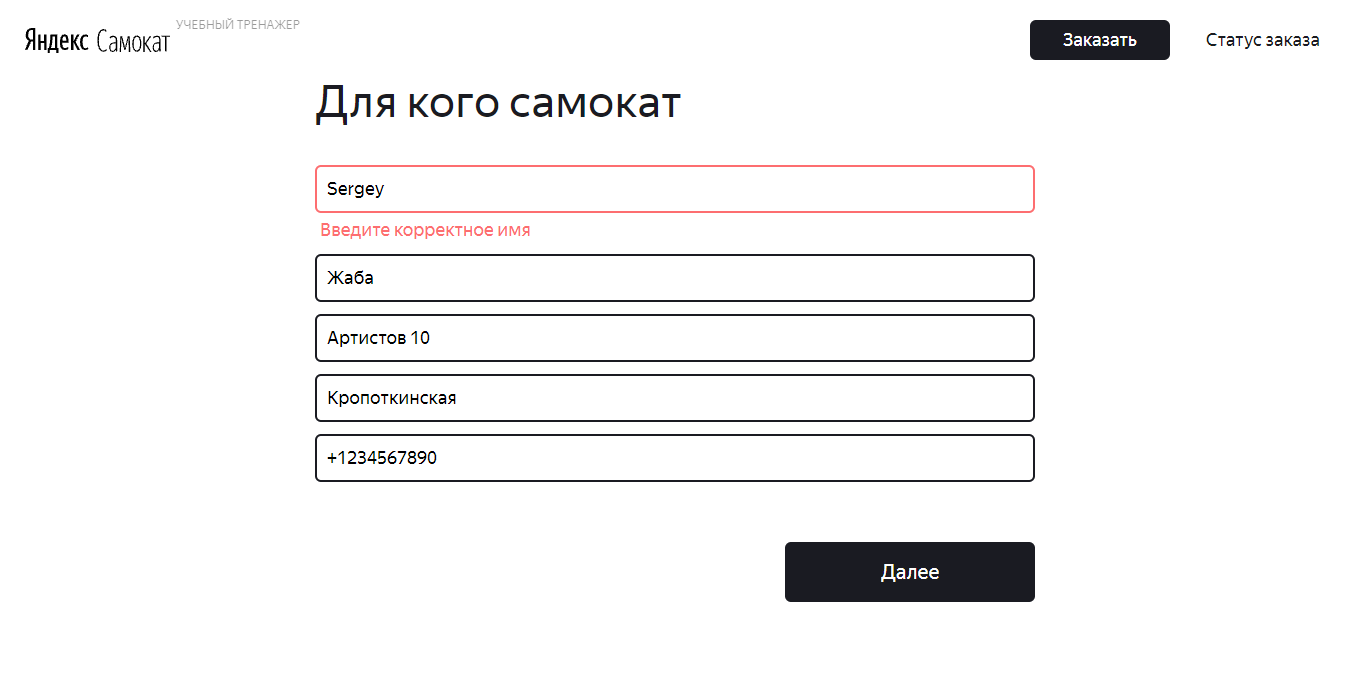 Яндекс Самокат
УЧЕБНЫЙ ТРЕНАЖЕР
Заказать
Статус заказа
Для кого самокат
Sergey
Введите корректное имя
Жаба
Артистов 10
Кропоткинская
+1234567890
Далее